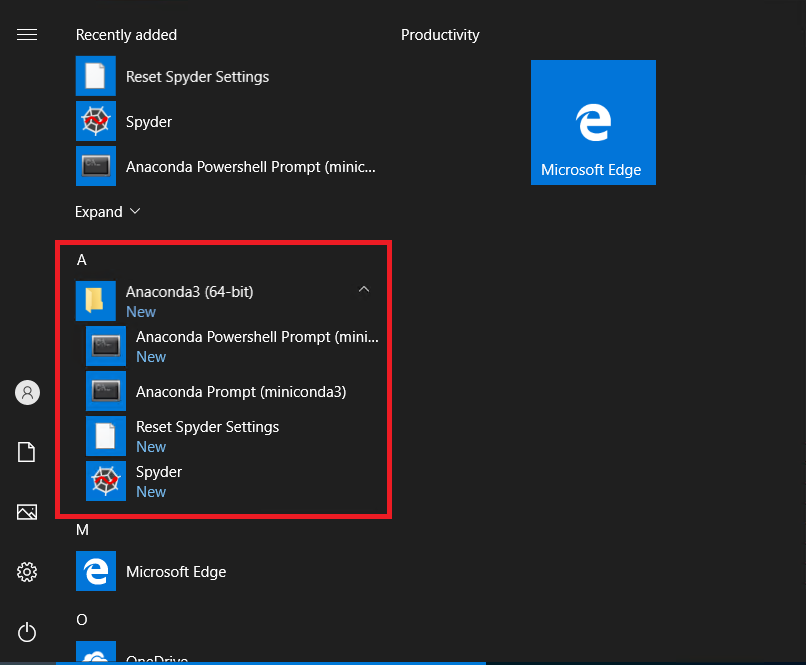 Recently added
Productivity
Reset Spyder Settings
Spyder
Anaconda Powershell Prompt (minic...
Microsoft Edge
Expand
A
Anaconda3 (64-bit)
New
Anaconda Powershell Prompt (mini...
New
Anaconda Prompt (miniconda3)
Reset Spyder Settings
New
Spyder
New
M
Microsoft Edge
O
OneDrive